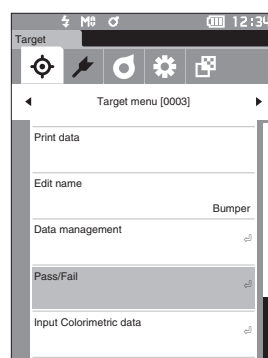 12:34
Target
Target menu [0003]
Print data
Edit name
Bumper
Data management
Pass/Fail
Input Colorimetric data